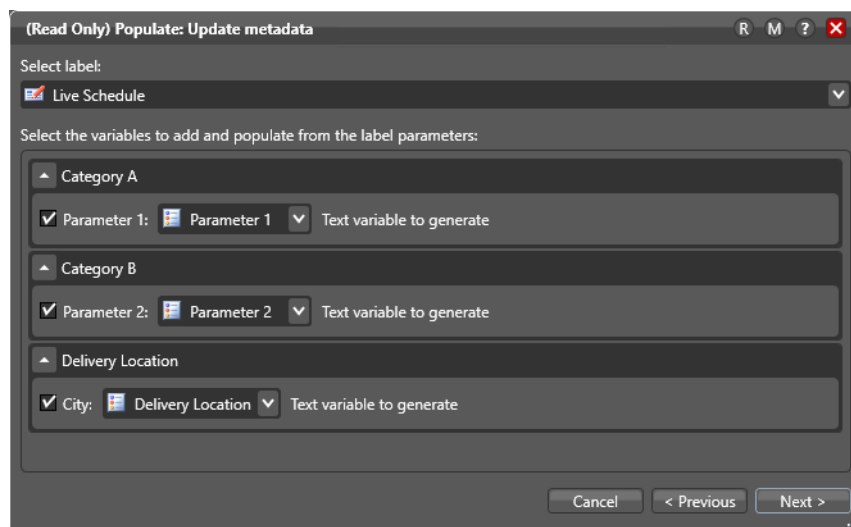 (Read Only) Populate: Update metadata R M ?
Select label:
Live Schedule
Select the variables to add and populate from the label parameters:
Category A
Parameter 1: Parameter 1 Text variable to generate
Category B
Parameter 2: Parameter 2 Text variable to generate
Delivery Location
City: Delivery Location Text variable to generate
Cancel < Previous Next >